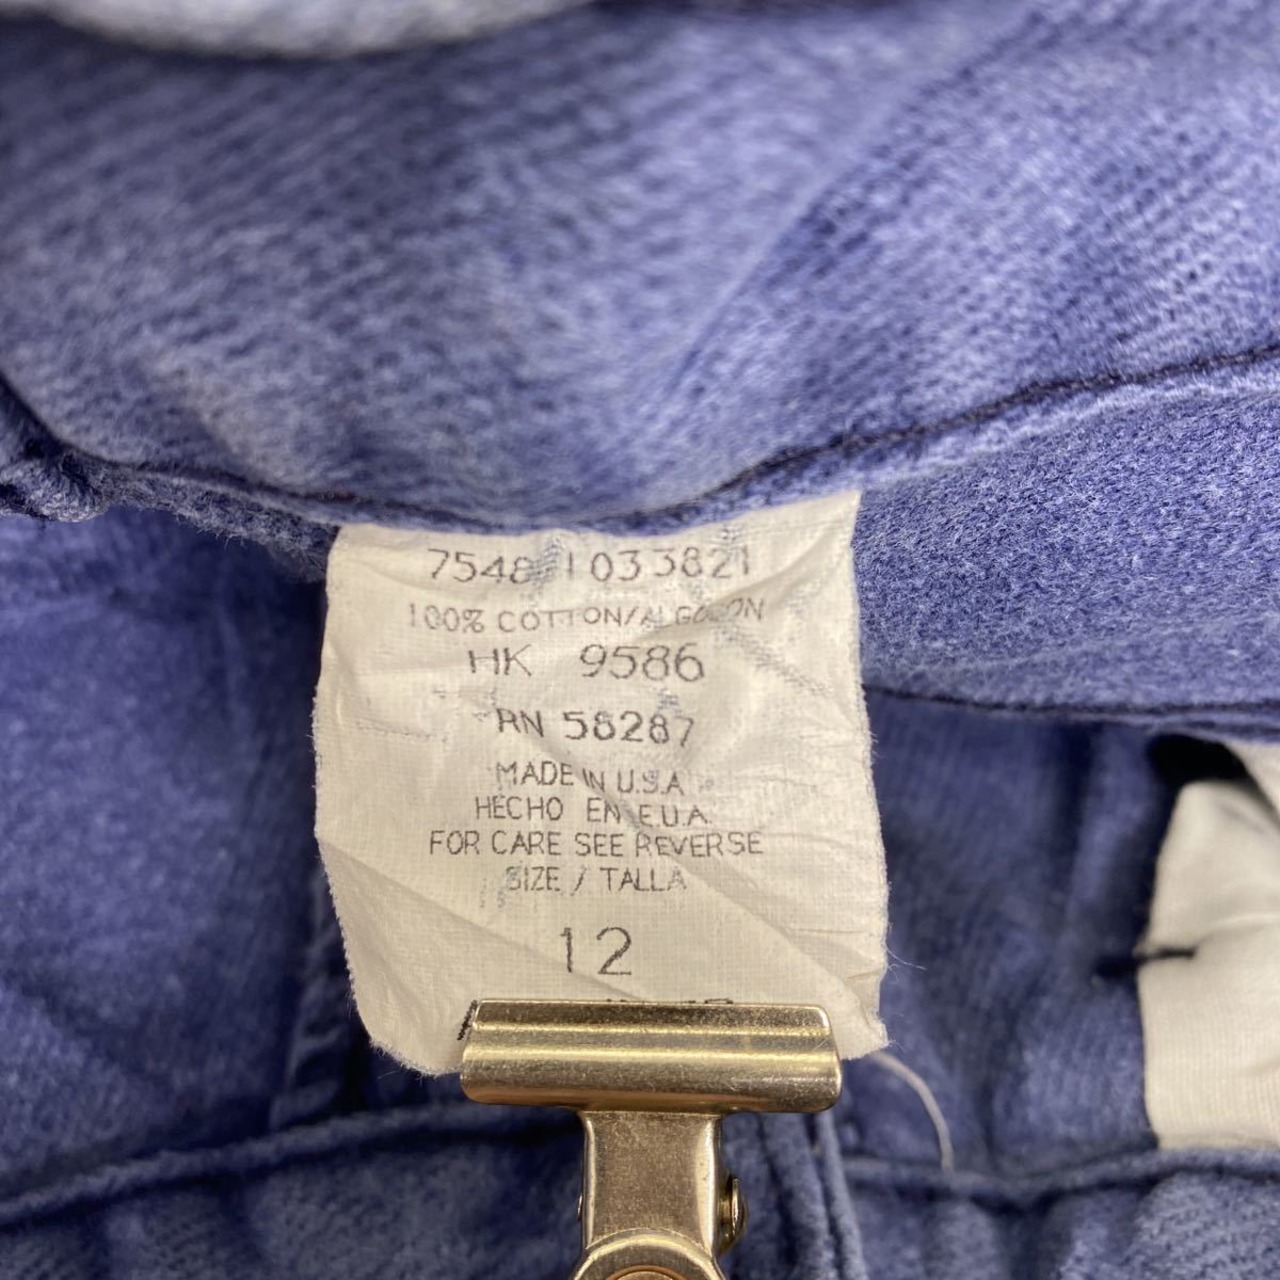 7548 1033821
100% COTTON/ALGODON
HK 9586
RN 58287
MADE IN U.S.A
HECHO EN E.U.A.
FOR CARE SEE REVERSE
SIZE / TALLA
12